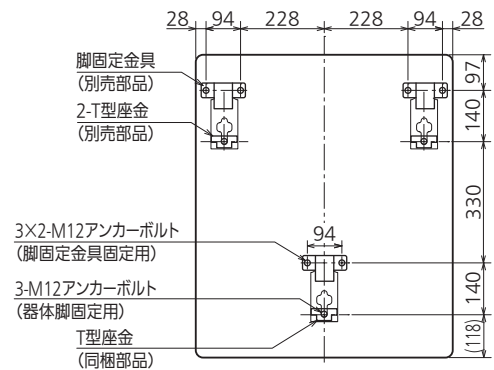 28 94 228 228 94 28
脚固定金具
(別売部品)
2-T型座金
(別売部品)
97
140
330
3×2-M12アンカーボルト
(脚固定金具固定用)
94
3-M12アンカーボルト
(器体脚固定用)
140
T型座金
(同梱部品)
(118)